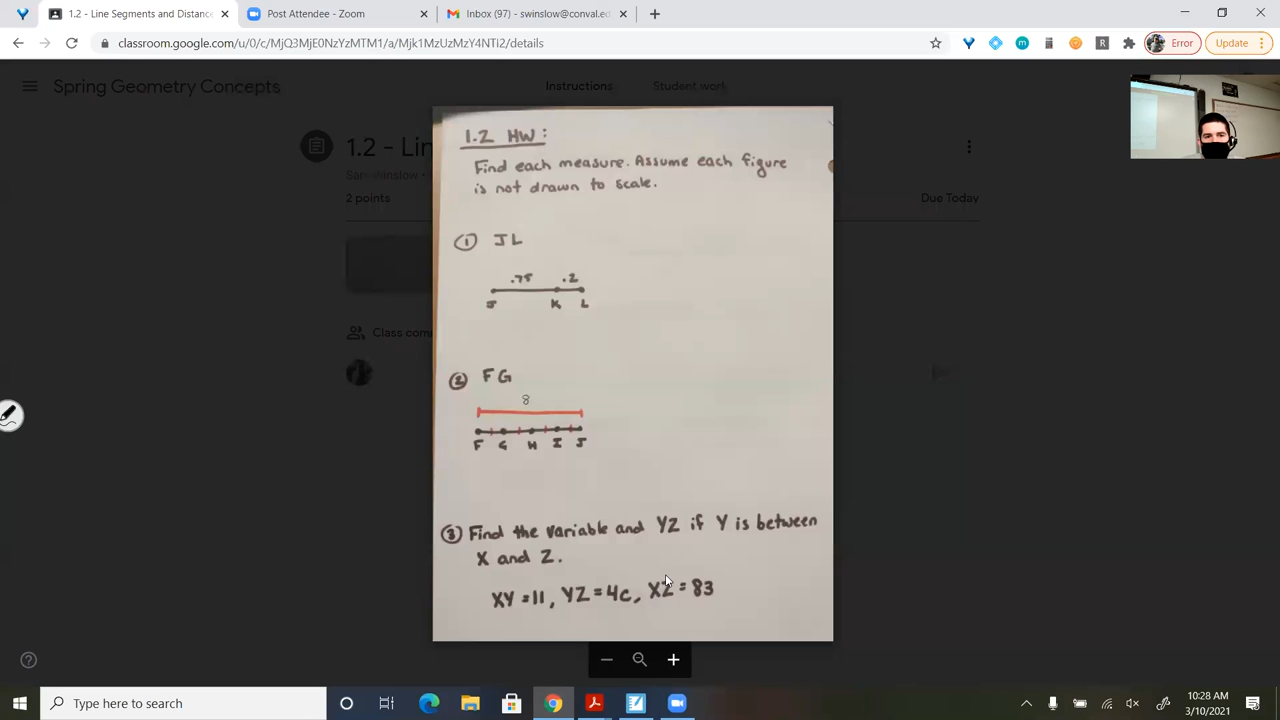 1.2 - Line Segments and Distance
Post Attendee - Zoom
Inbox (97) - swinslow@conval.ed
classroom.google.com/u/0/c/MjQ3MjE0NzYzMTM1/a/Mjk1MzUzMzY4NTI2/details
Error
Update
Spring Geometry Concepts
Instructions
Student work
1.2 - Lin
2 points
Due Today
Class com
1.2 HW:
Find each measure. Assume each figure
is not drawn to scale.
① JL
.75 .2
J K L
② FG
8
F G H I J
③ Find the variable and YZ if Y is between
X and Z.
XY = 11, YZ = 4c, XZ = 83
Type here to search
10:28 AM
3/10/2021